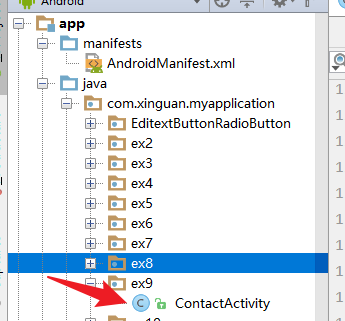 Android
app
manifests
AndroidManifest.xml
java
com.xinguan.myapplication
EditextButtonRadioButton
ex2
ex3
ex4
ex5
ex6
ex7
ex8
ex9
ContactActivity